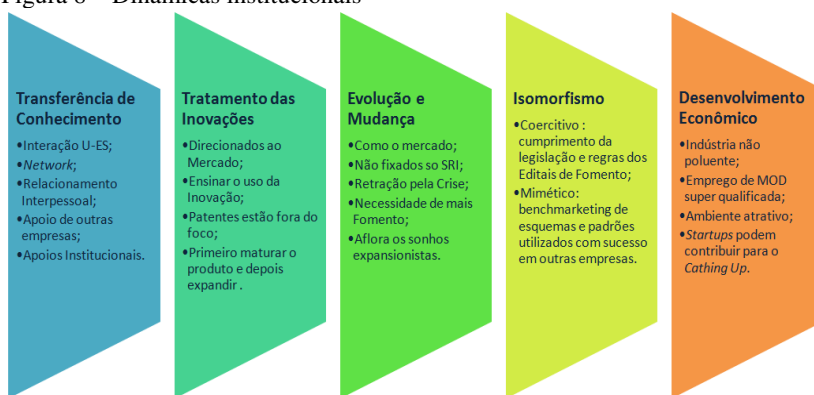 Figura 8 – Dinâmicas Institucionais
Transferência de
Conhecimento
•Interação U-ES;
•Network;
•Relacionamento
Interpessoal;
•Apoio de outras
empresas;
•Apoios Institucionais.
Tratamento das
Inovações
•Direcionados ao
Mercado;
•Ensinar o uso da
Inovação;
•Patentes estão fora do
foco;
•Primeiro maturar o
produto e depois
expandir .
Evolução e
Mudança
•Como o mercado;
•Não fixados so SRI;
•Retração pela Crise;
•Necessidade de mais
Fomento;
•Aflora os sonhos
expansionistas.
Isomorfismo
•Coercitivo :
cumprimento da
legislação e regras dos
Editais de Fomento;
•Mimético:
benchmarketing de
esquemas e padrões
utilizados com sucesso
em outras empresas.
Desenvolvimento
Econômico
•Indústria não
poluente;
•Emprego de MOD
super qualificada;
•Ambiente atrativo;
•Startups podem
contribuir para o
Cathing Up.